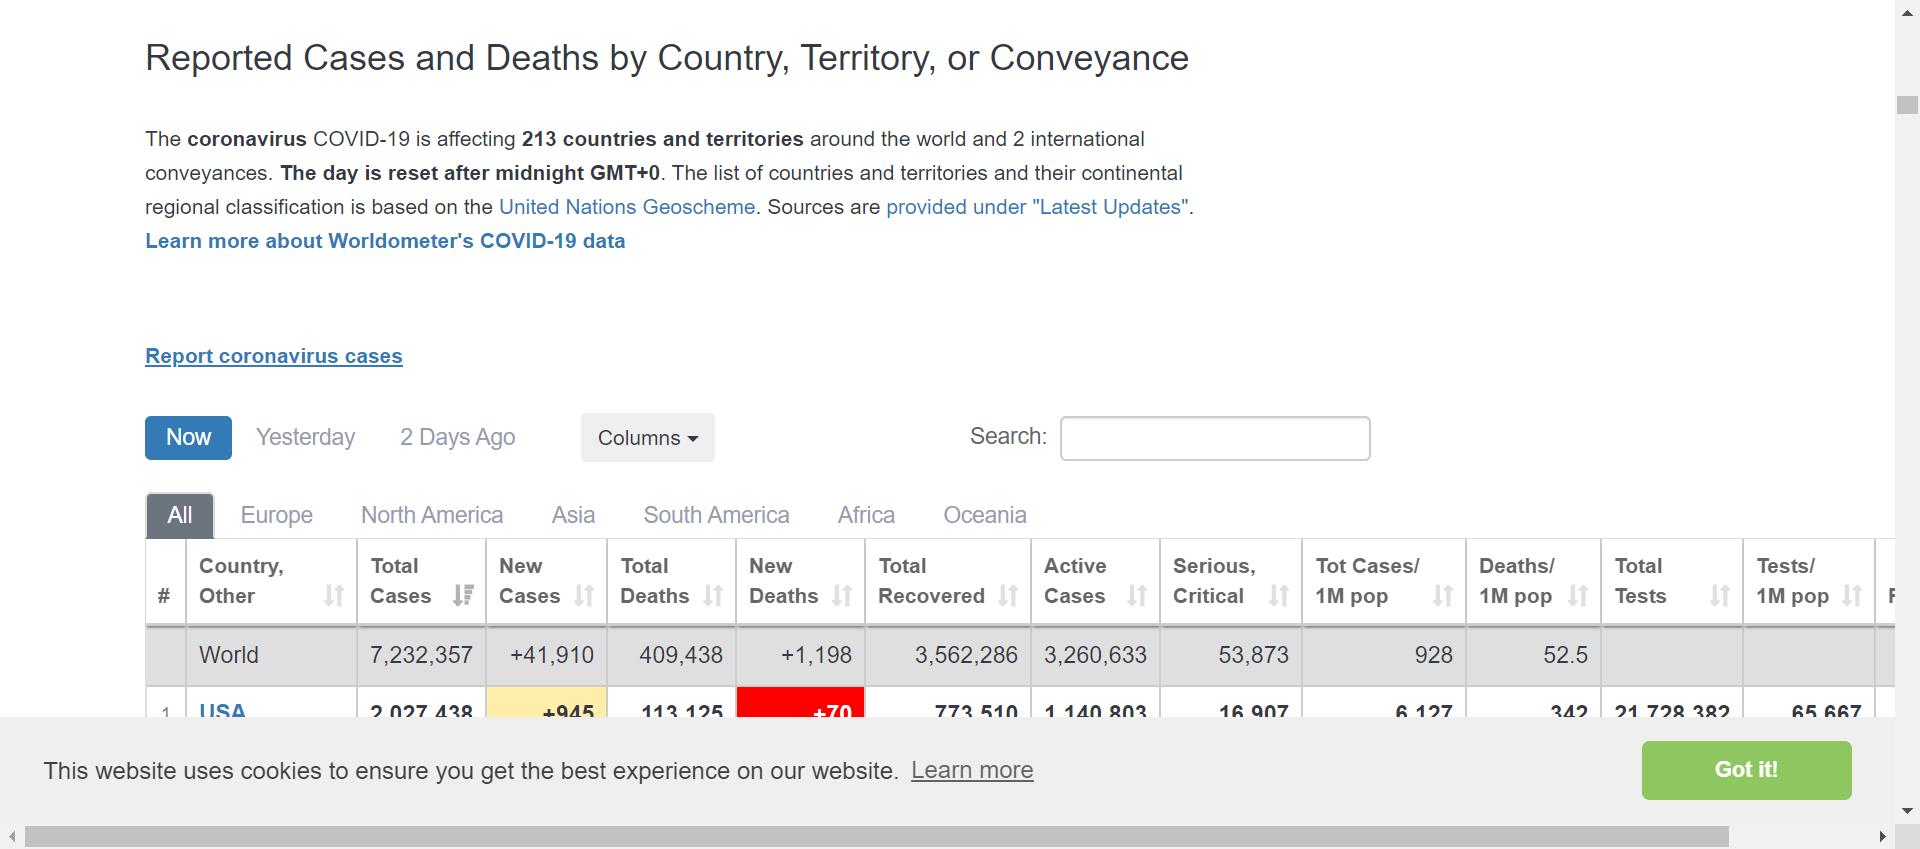 Reported Cases and Deaths by Country, Territory, or Conveyance
The coronavirus COVID-19 is affecting 213 countries and territories around the world and 2 international
conveyances. The day is reset after midnight GMT+0. The list of countries and territories and their continental
regional classification is based on the United Nations Geoscheme. Sources are provided under "Latest Updates".
Learn more about Worldometer's COVID-19 data
Report coronavirus cases
Now Yesterday 2 Days Ago Columns Search:
All Europe North America Asia South America Africa Oceania
Country, Total New Total New Total Active Serious, Tot Cases/ Deaths/ Total Tests/
# Other Cases Cases Deaths Deaths Recovered Cases Critical 1M pop 1M pop Tests 1M pop
World 7,232,357 +41,910 409,438 +1,198 3,562,286 3,260,633 53,873 928 52.5
1 USA 2,027,438 +945 113,125 +70 773,510 1,140,803 16,907 6,127 342 21,728,382 65,667
This website uses cookies to ensure you get the best experience on our website. Learn more Got it!